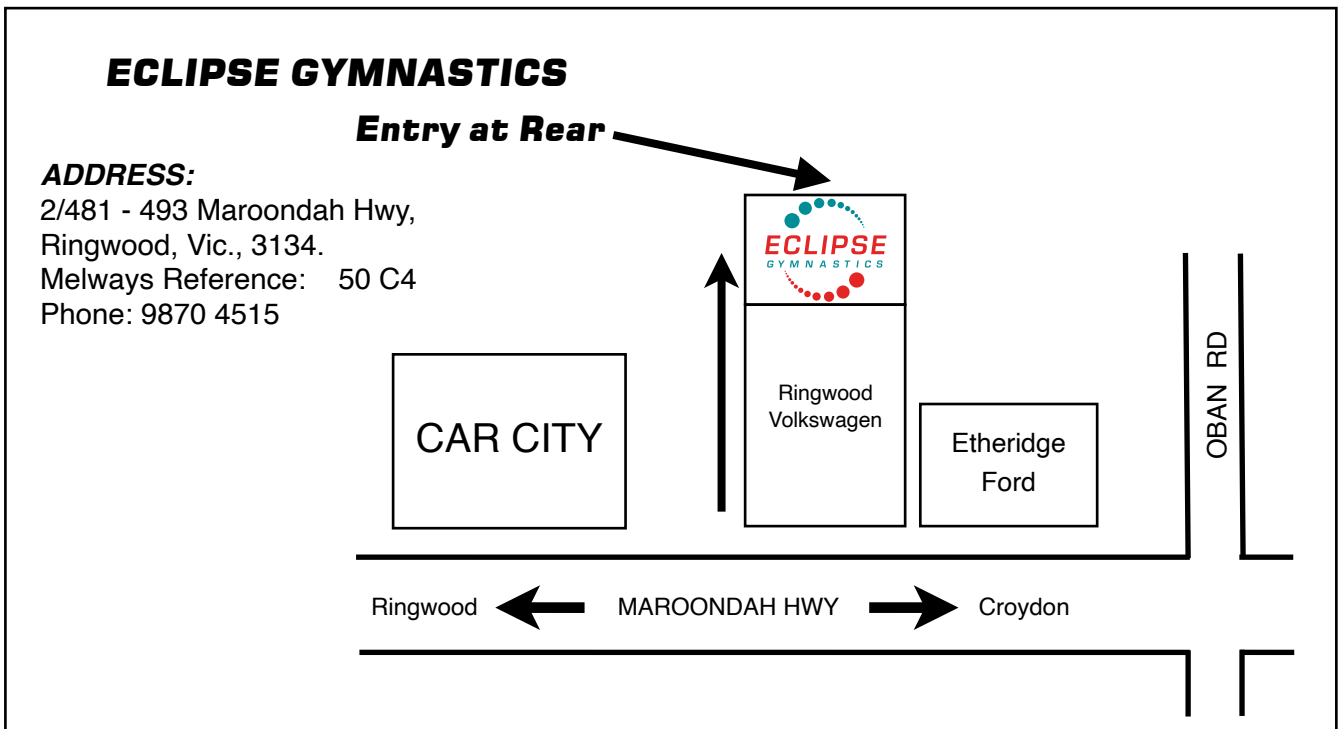 ECLIPSE GYMNASTICS
Entry at Rear
ADDRESS:
2/481 - 493 Maroondah Hwy,
Ringwood, Vic., 3134.
Melways Reference: 50 C4
Phone: 9870 4515
ECLIPSE
GYMNASTICS
CAR CITY
Ringwood
Volkswagen
Etheridge
Ford
OBAN RD
Ringwood
MAROONDAH HWY
Croydon